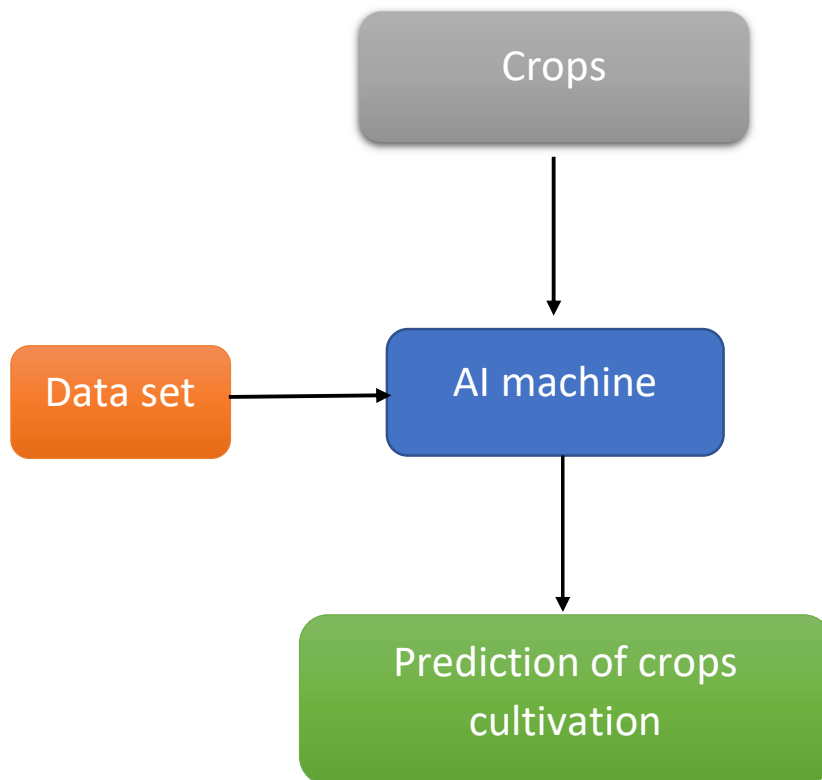 Crops
Data set
AI machine
Prediction of crops
cultivation